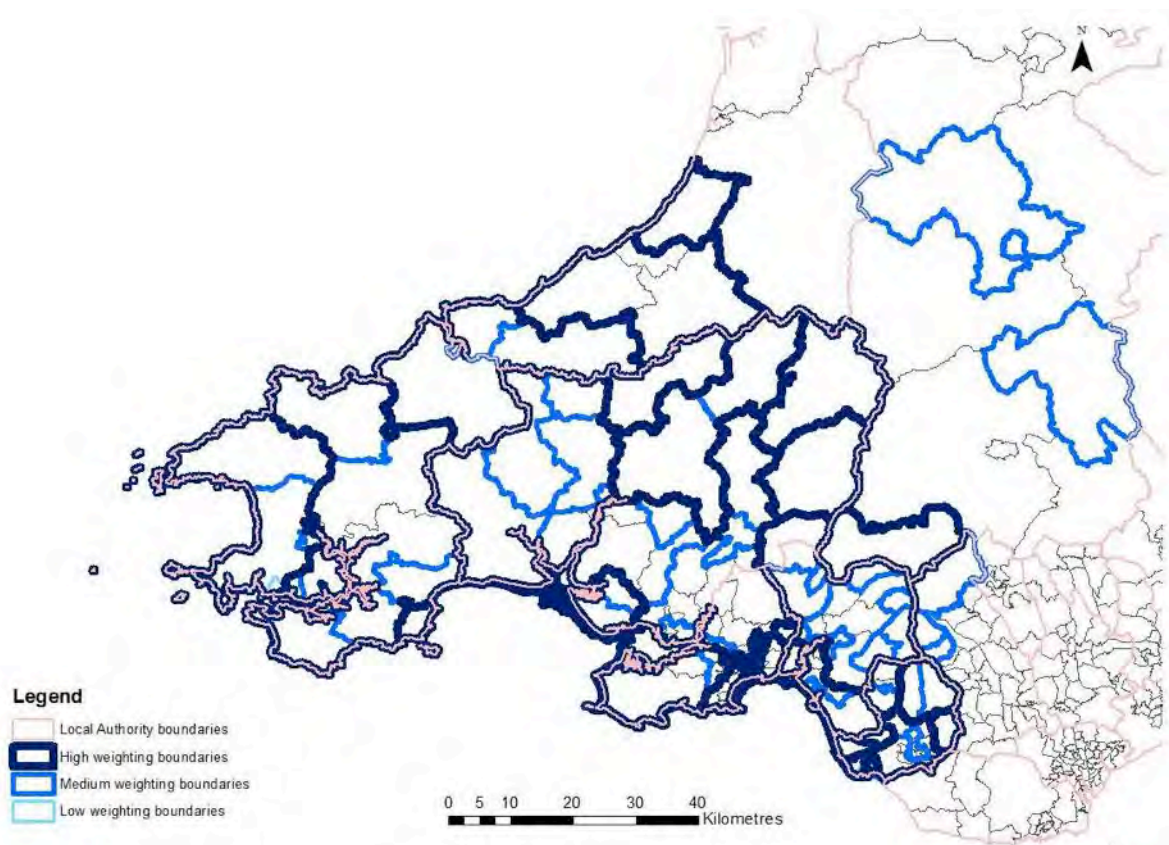 N
Legend
Local Authority boundaries
High weighting boundaries
Medium weighting boundaries
Low weighting boundaries
0 5 10 20 30 40
Kilometres